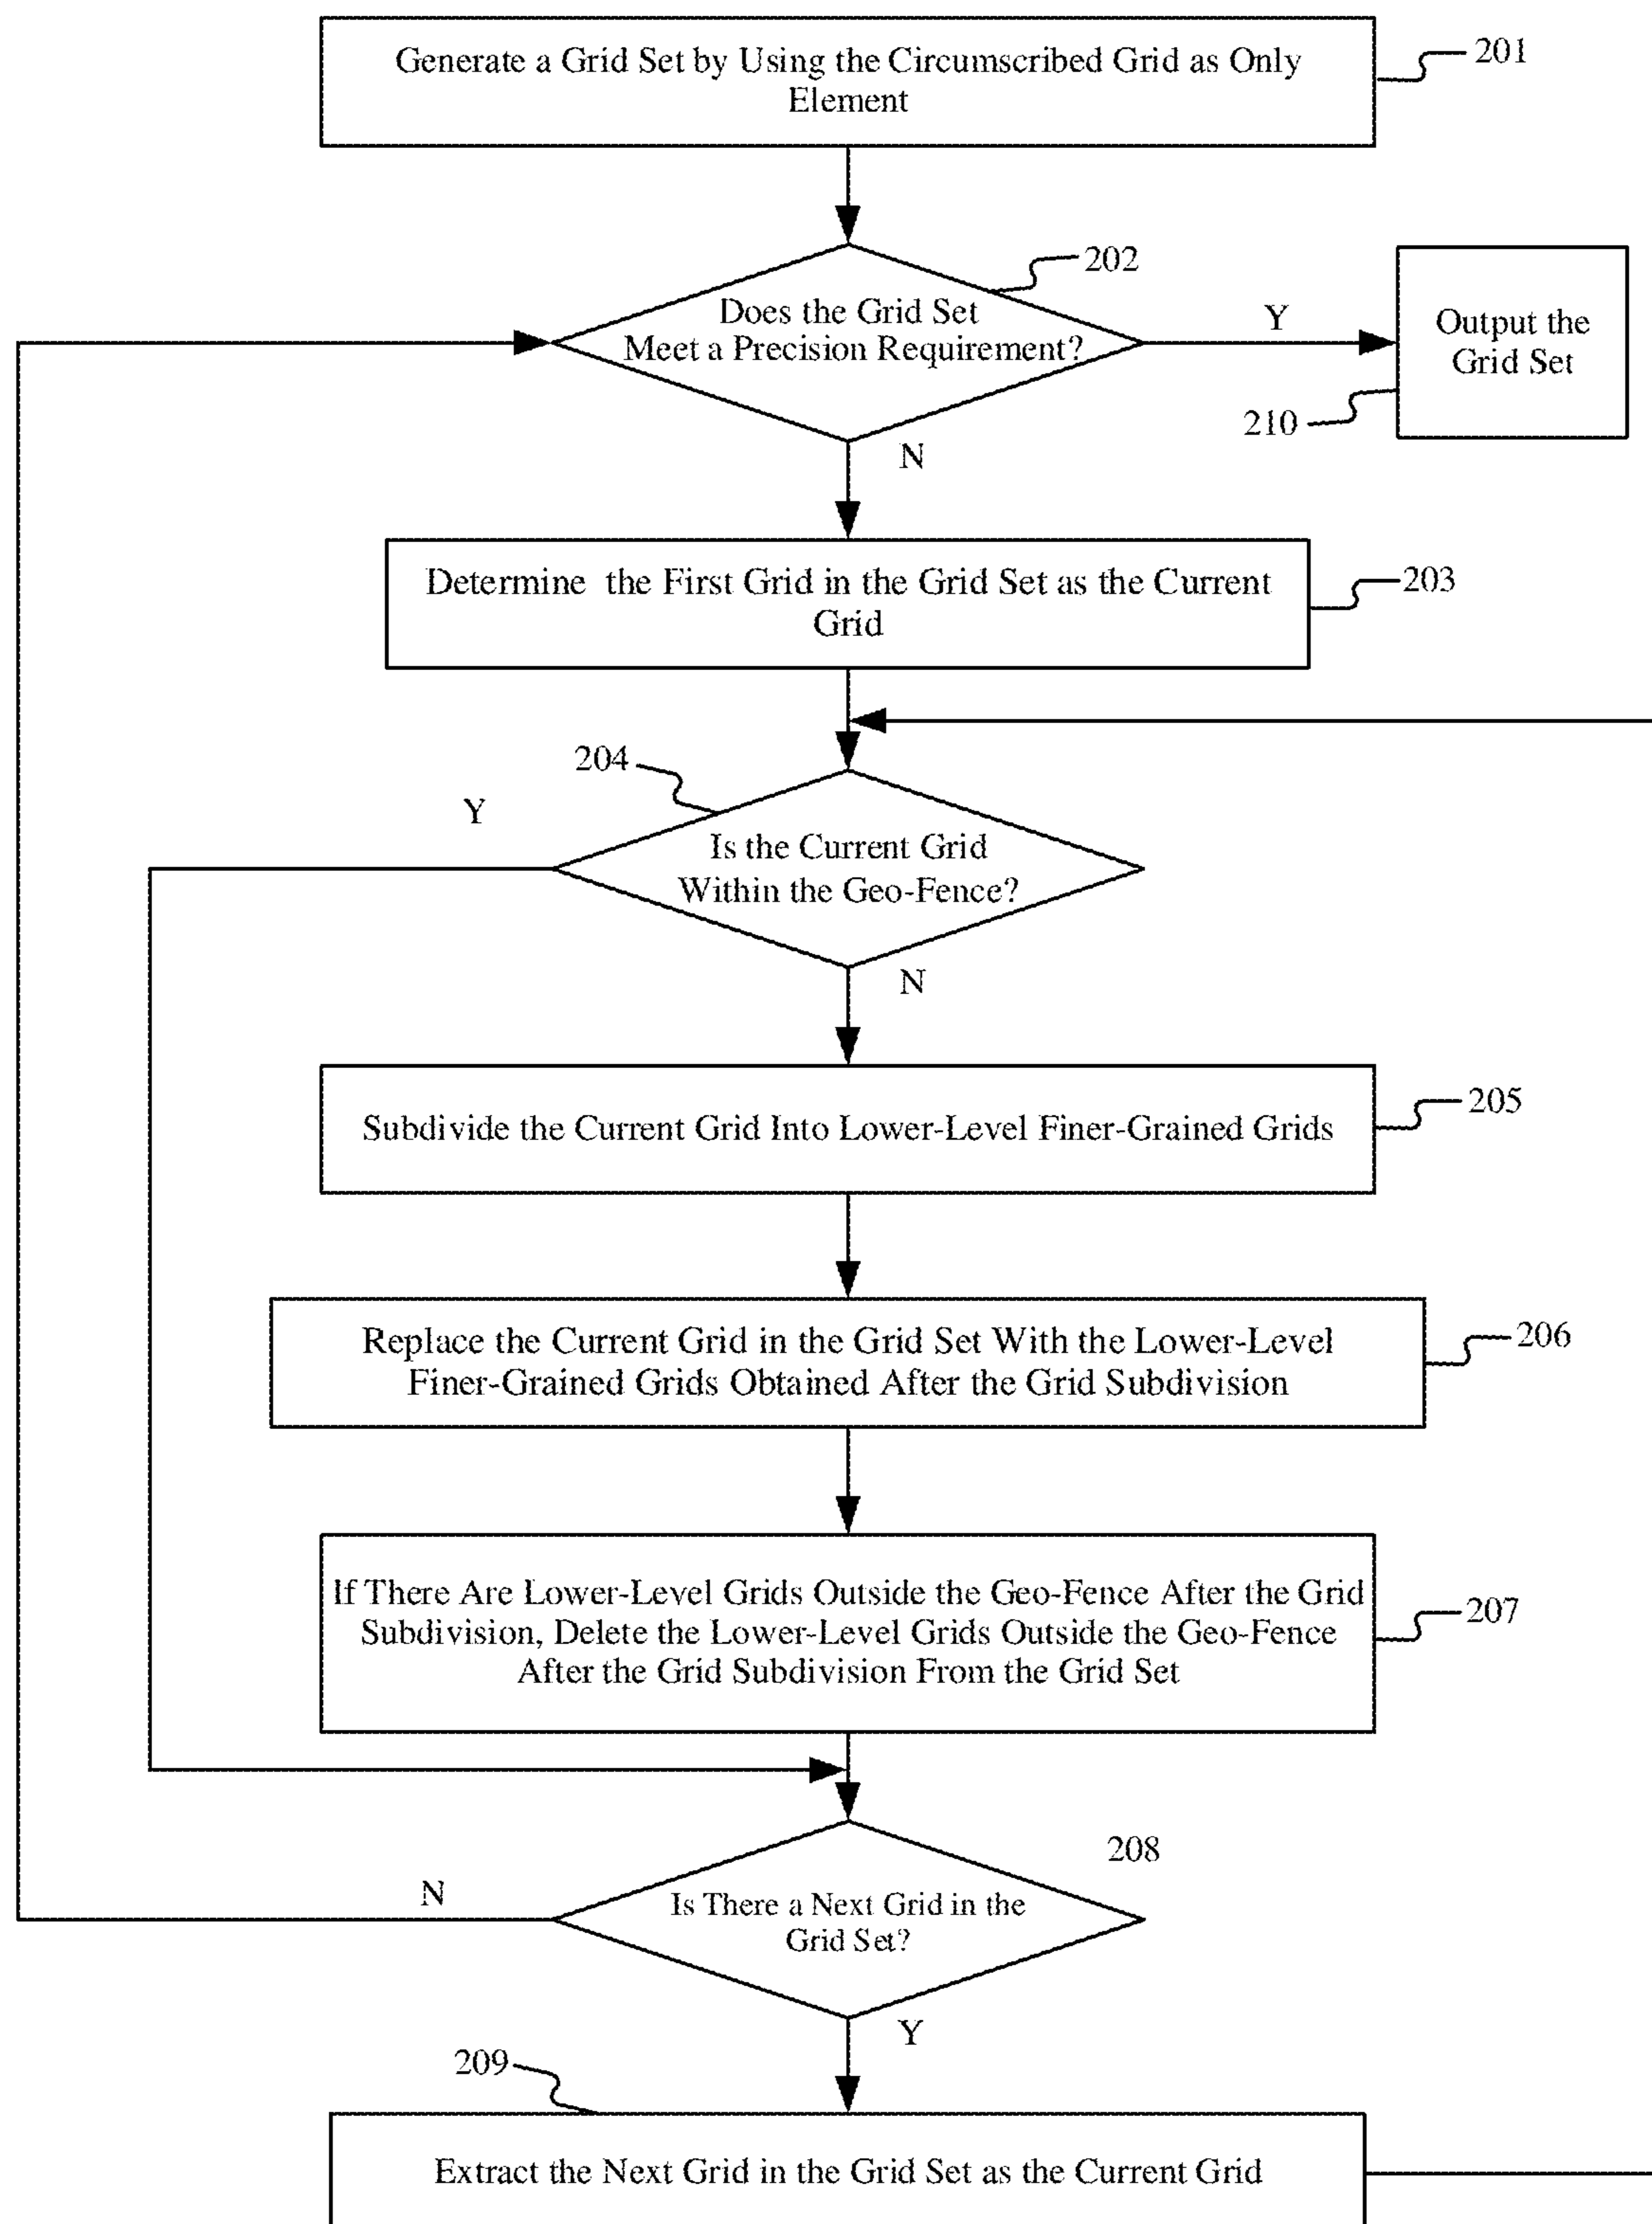 Generate a Grid Set by Using the Circumscribed Grid as Only
Element
201
202
Does the Grid Set
Meet a Precision Requirement?
Y
Output the
Grid Set
210
N
Determine the First Grid in the Grid Set as the Current
Grid
203
204
Y
Is the Current Grid
Within the Geo-Fence?
N
Subdivide the Current Grid Into Lower-Level Finer-Grained Grids
205
Replace the Current Grid in the Grid Set With the Lower-Level
Finer-Grained Grids Obtained After the Grid Subdivision
206
If There Are Lower-Level Grids Outside the Geo-Fence After the Grid
Subdivision, Delete the Lower-Level Grids Outside the Geo-Fence
After the Grid Subdivision From the Grid Set
207
208
N
Is There a Next Grid in the
Grid Set?
Y
209
Extract the Next Grid in the Grid Set as the Current Grid